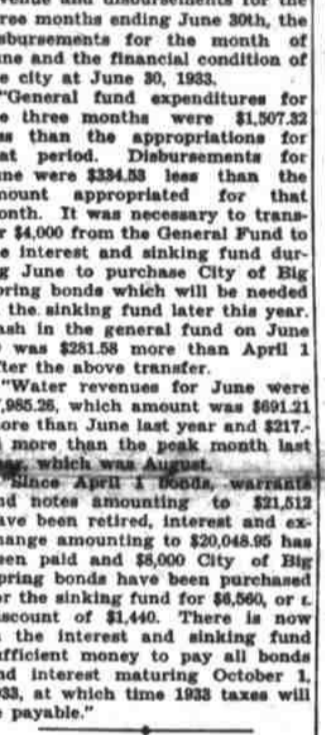 venue and disbursements for the
ree months ending June 30th, the
sbursements for the month of
ne and the financial condition of
e city at June 30, 1933.
"General fund expenditures for
e three months were $1,507.32
ss than the appropriations for
at period. Disbursements for
ne were $334.53 less than the
mount appropriated for that
onth. It was necessary to trans-
r $4,000 from the General Fund to
e interest and sinking fund dur-
g June to purchase City of Big
pring bonds which will be needed
the sinking fund later this year.
ash in the general fund on June
was $281.58 more than April 1
fter the above transfer.
"Water revenues for June were
,985.26, which amount was $691.21
ore than June last year and $217.-
more than the peak month last
which was August.
"Since April 1 bonds, warrants
nd notes amounting to $21,512
ave been retired, interest and ex-
hange amounting to $20,048.95 has
een paid and $8,000 City of Big
pring bonds have been purchased
or the sinking fund for $6,560, or
scount of $1,440. There is now
the interest and sinking fund
ufficient money to pay all bonds
nd interest maturing October 1,
933, at which time 1933 taxes will
e payable."